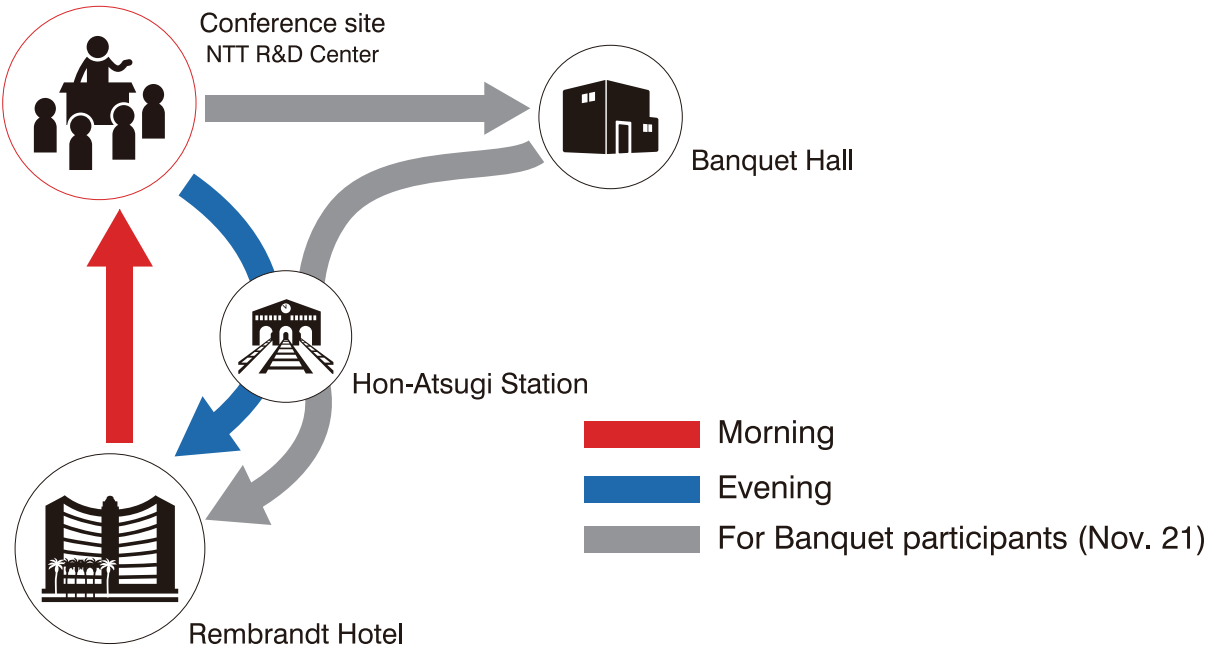 Conference site
NTT R&D Center
Banquet Hall
Hon-Atsugi Station
Morning
Evening
For Banquet participants (Nov. 21)
Rembrandt Hotel